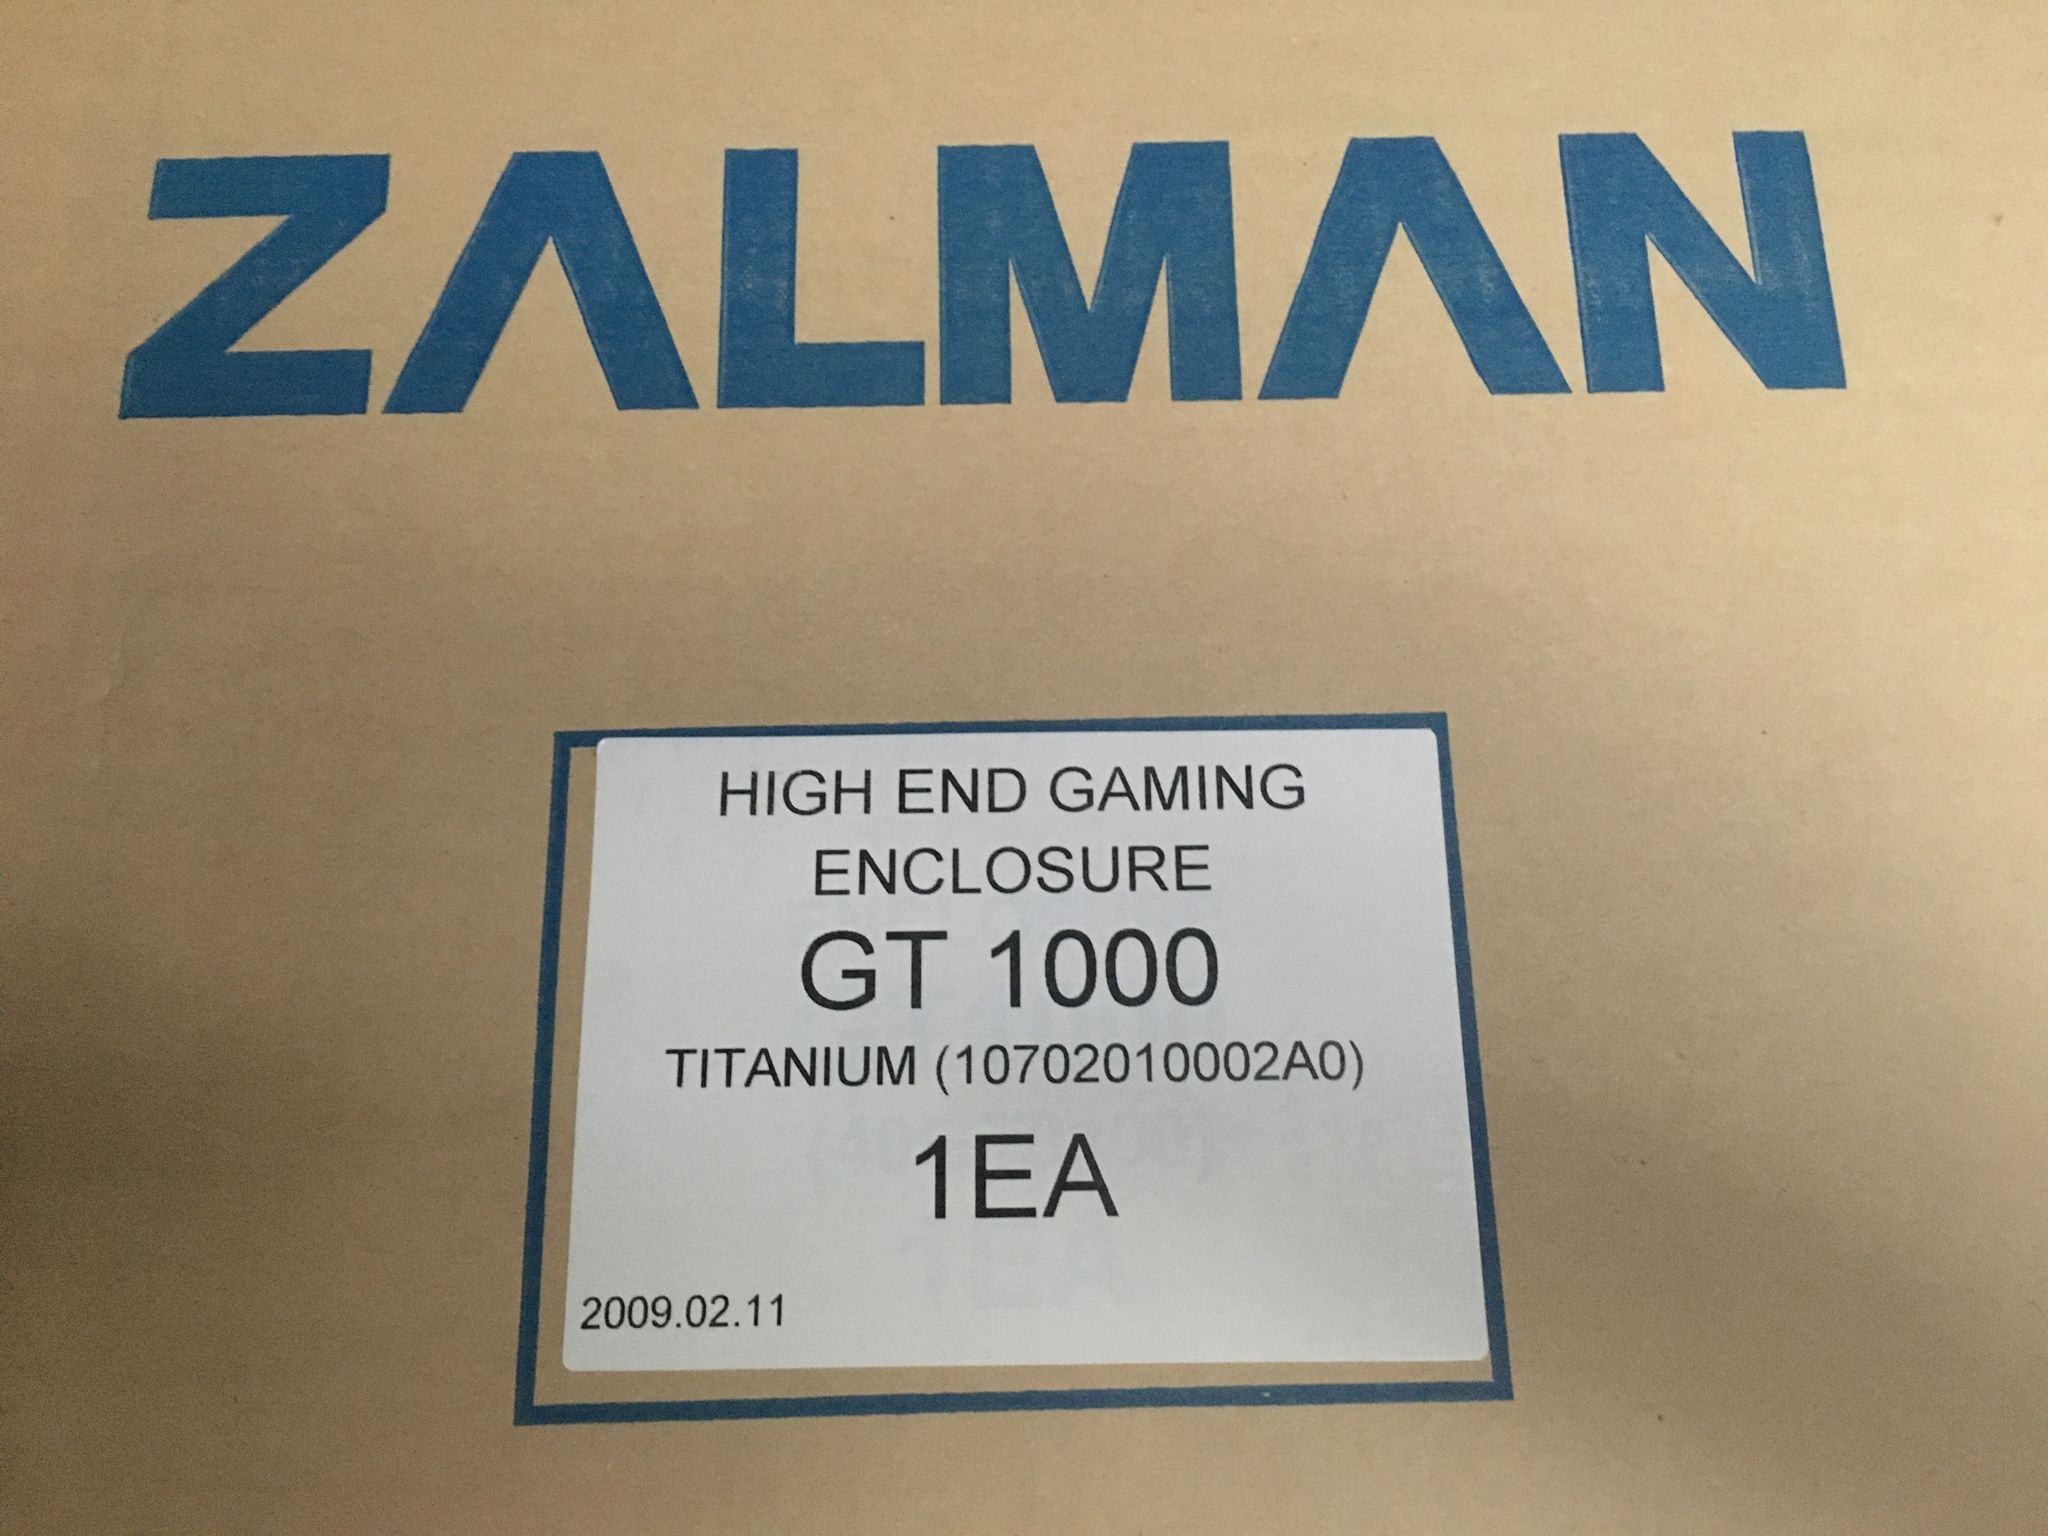 ZALMAN
HIGH END GAMING
ENCLOSURE
GT 1000
TITANIUM (10702010002A0)
1EA
2009.02.11